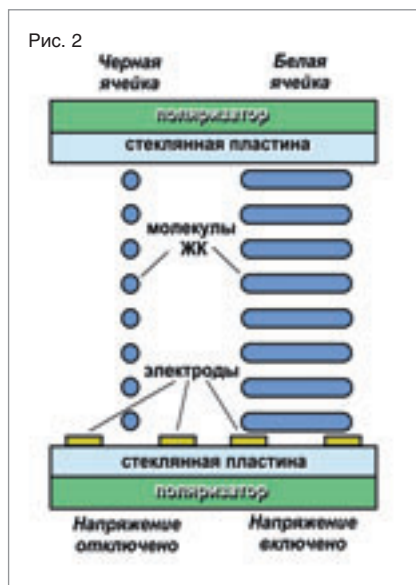 Рис. 2
Черная ячейка
Белая ячейка
поляризатор
стеклянная пластина
молекулы
ЖК
электроды
стеклянная пластина
поляризатор
Напряжение отключено
Напряжение включено